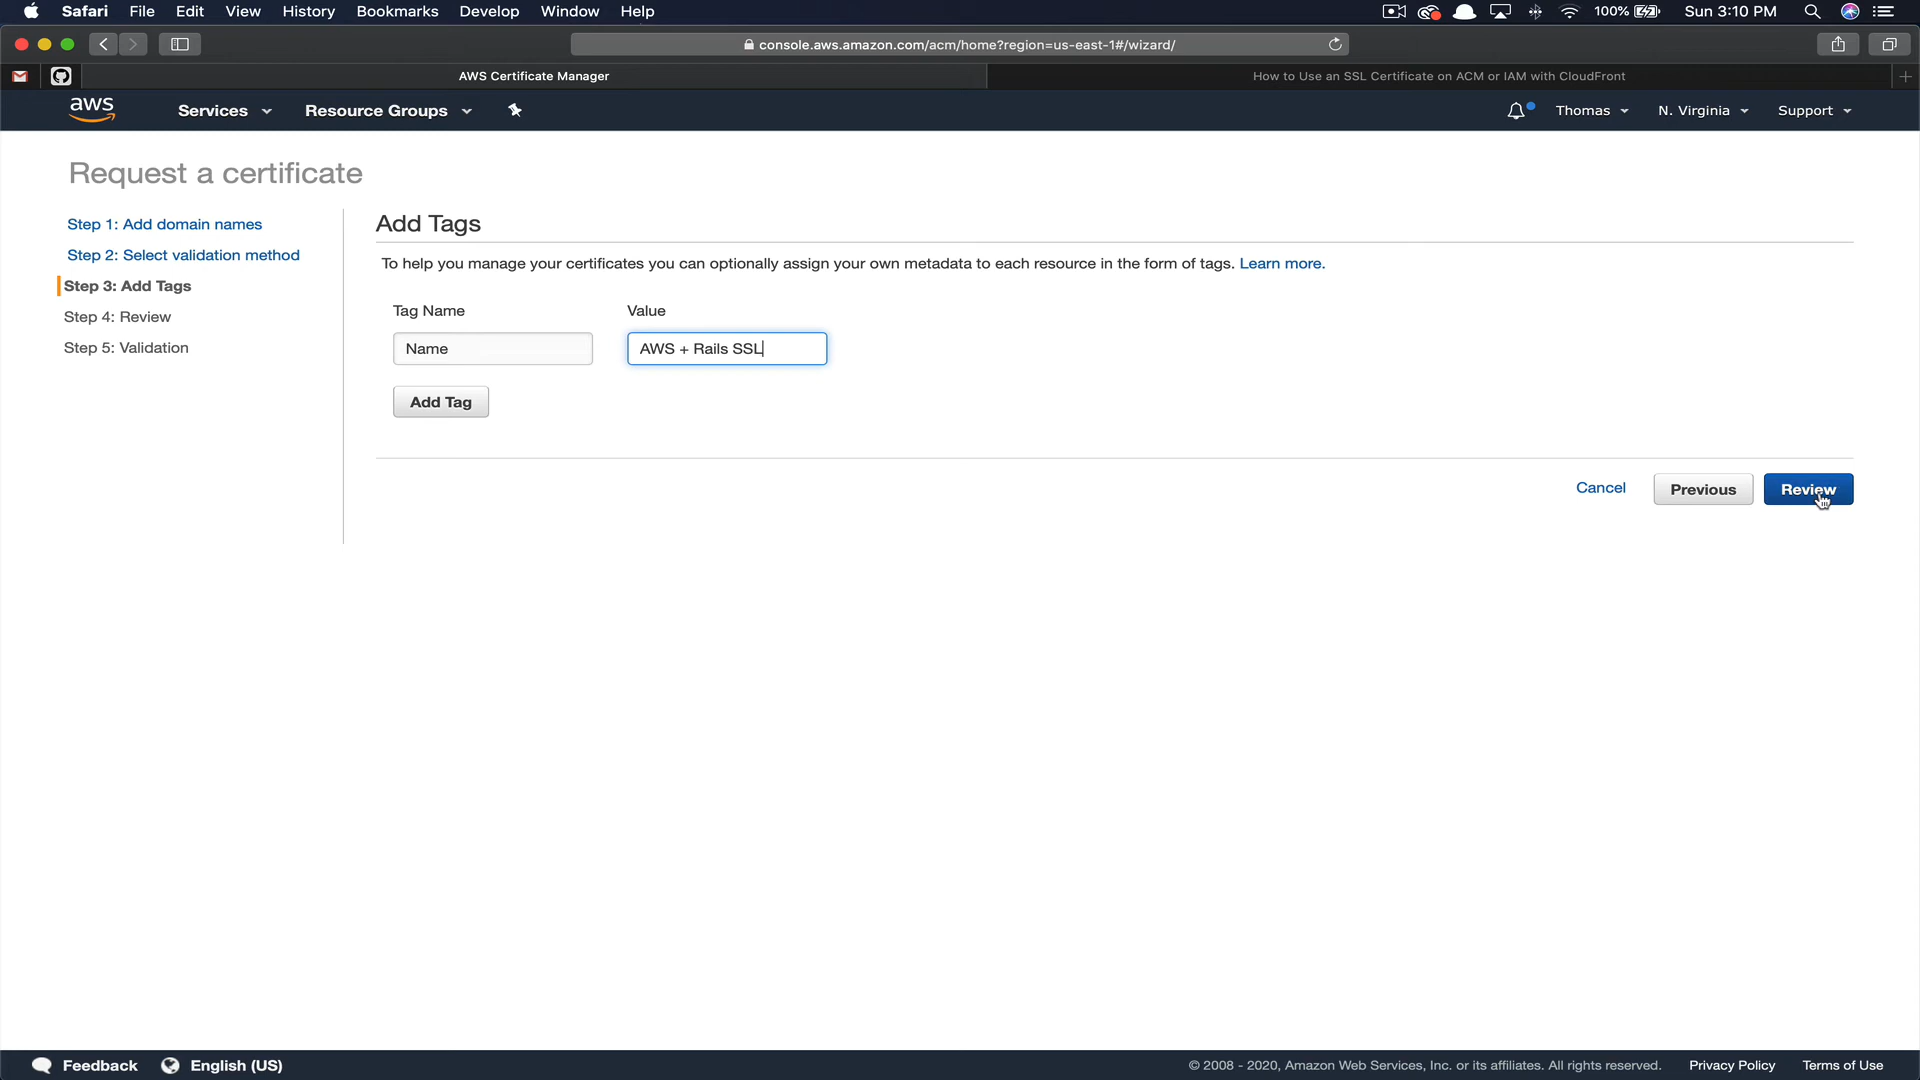 Safari File Edit View History Bookmarks Develop Window Help 100% Sun 3:10 PM
console.aws.amazon.com/acm/home?region=us-east-1#/wizard/
AWS Certificate Manager
How to Use an SSL Certificate on ACM or IAM with CloudFront
aws Services Resource Groups Thomas N. Virginia Support
Request a certificate
Step 1: Add domain names
Step 2: Select validation method
Step 3: Add Tags
Step 4: Review
Step 5: Validation
Add Tags
To help you manage your certificates you can optionally assign your own metadata to each resource in the form of tags. Learn more.
Tag Name Value
Name AWS + Rails SSL
Add Tag
Cancel Previous Review
Feedback English (US) © 2008 - 2020, Amazon Web Services, Inc. or its affiliates. All rights reserved. Privacy Policy Terms of Use